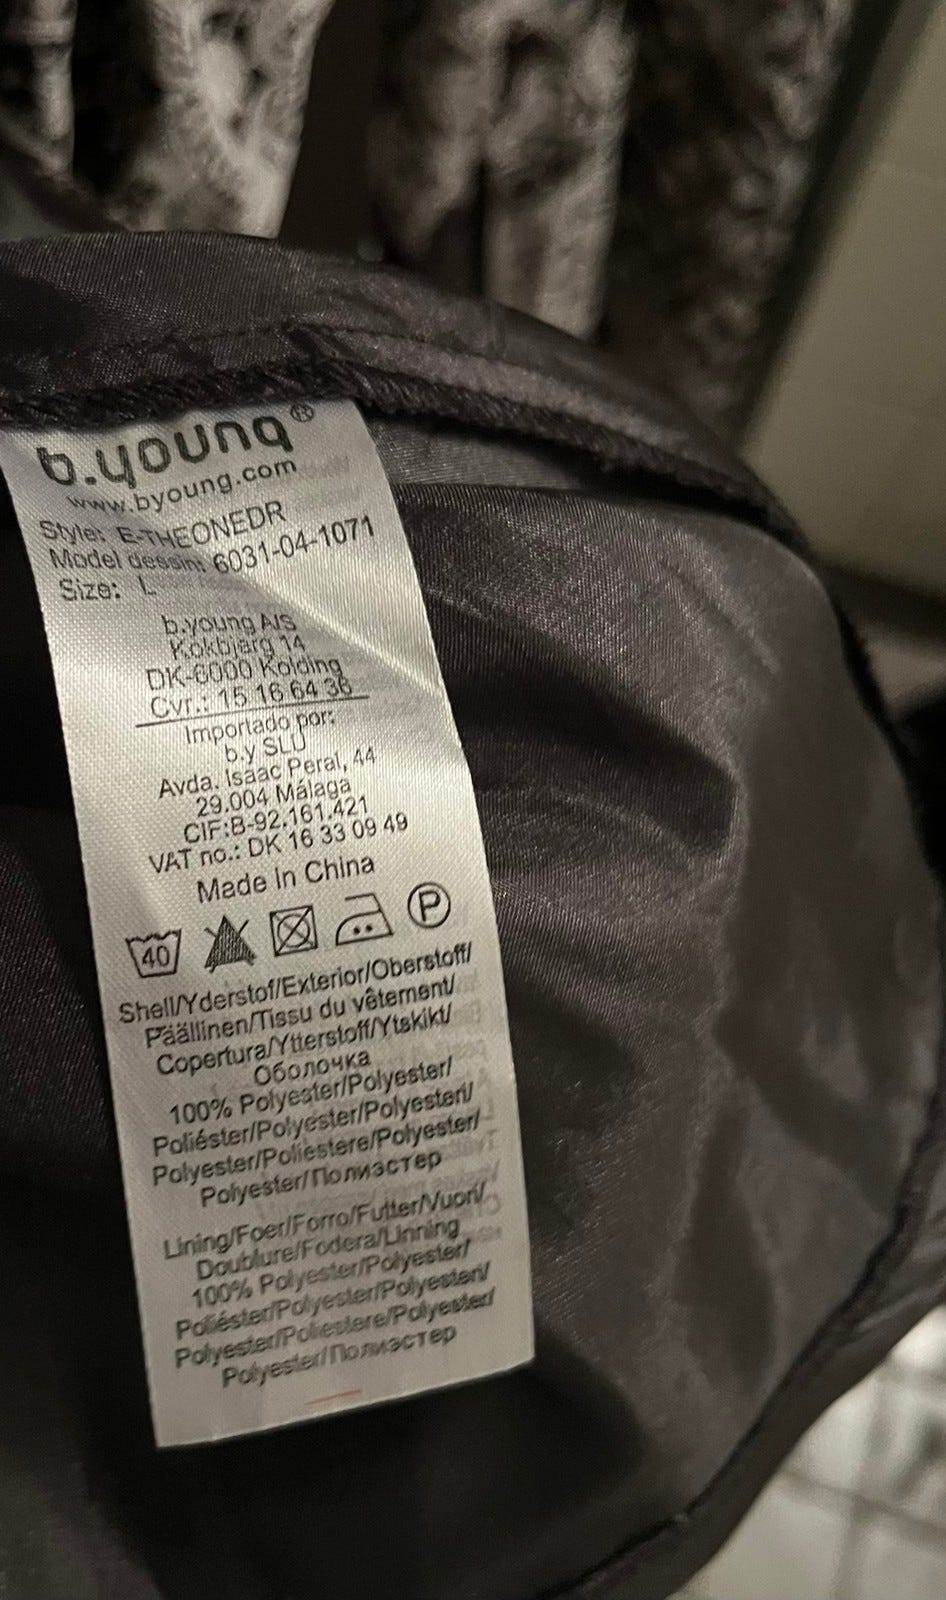 b.young®
www.byoung.com
Style: E-THEONEDR
Model dessin: 6031-04-1071
Size: L
b.young A/S
Kokbjerg 14
DK-6000 Kolding
Cvr.: 15 16 64 36
Importado por:
b.y SLU
Avda. Isaac Peral, 44
29.004 Málaga
CIF:B-92.161.421
VAT no.: DK 16 33 09 49
Made in China
40
P
Shell/Yderstof/Exterior/Oberstoff/
Päällinen/Tissu du vêtement/
Copertura/Ytterstoff/Ytskikt/
Оболочка
100% Polyester/Polyester/
Poliéster/Polyester/Polyesteri/
Polyester/Poliestere/Polyester/
Polyester/Полиэстер
Lining/Foer/Forro/Futter/Vuori/
Doublure/Fodera/Linning
100% Polyester/Polyester/
Poliéster/Polyester/Polyesteri/
Polyester/Poliestere/Polyester/
Polyester/Полиэстер